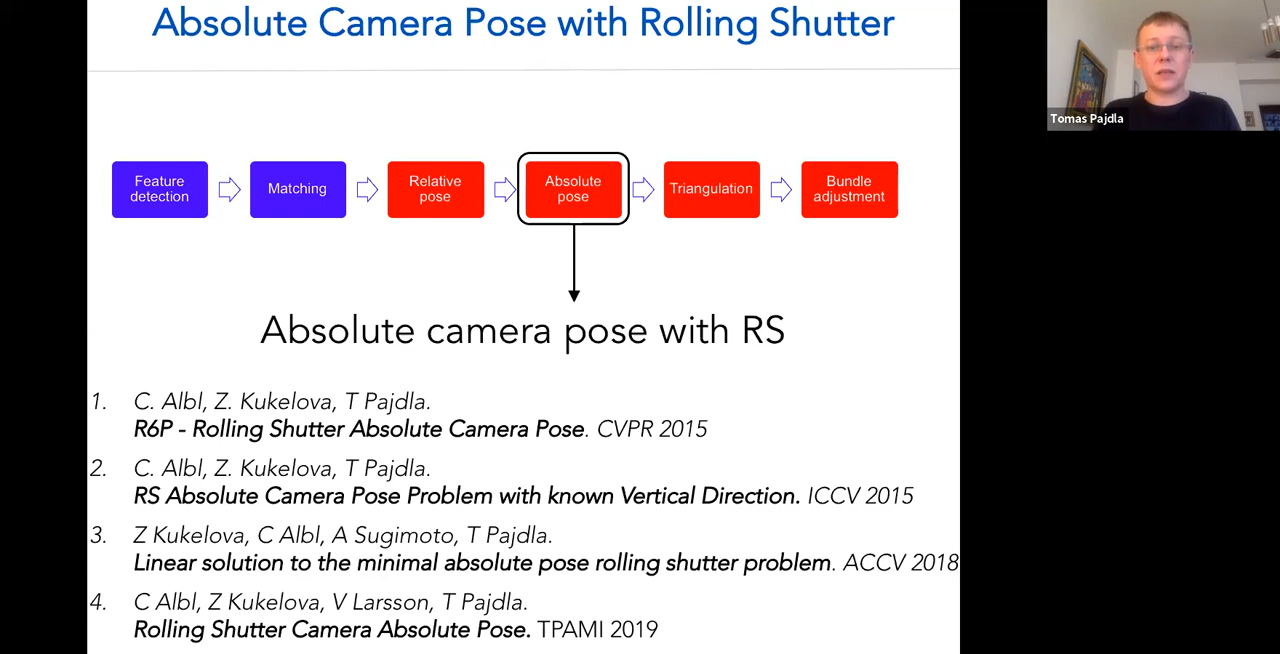 Absolute Camera Pose with Rolling Shutter
Tomas Pajdla
Feature
detection
Matching
Relative
pose
Absolute
pose
Triangulation
Bundle
adjustment
Absolute camera pose with RS
1. C. Albl, Z. Kukelova, T Pajdla.
R6P - Rolling Shutter Absolute Camera Pose. CVPR 2015
2. C. Albl, Z. Kukelova, T Pajdla.
RS Absolute Camera Pose Problem with known Vertical Direction. ICCV 2015
3. Z Kukelova, C Albl, A Sugimoto, T Pajdla.
Linear solution to the minimal absolute pose rolling shutter problem. ACCV 2018
4. C Albl, Z Kukelova, V Larsson, T Pajdla.
Rolling Shutter Camera Absolute Pose. TPAMI 2019